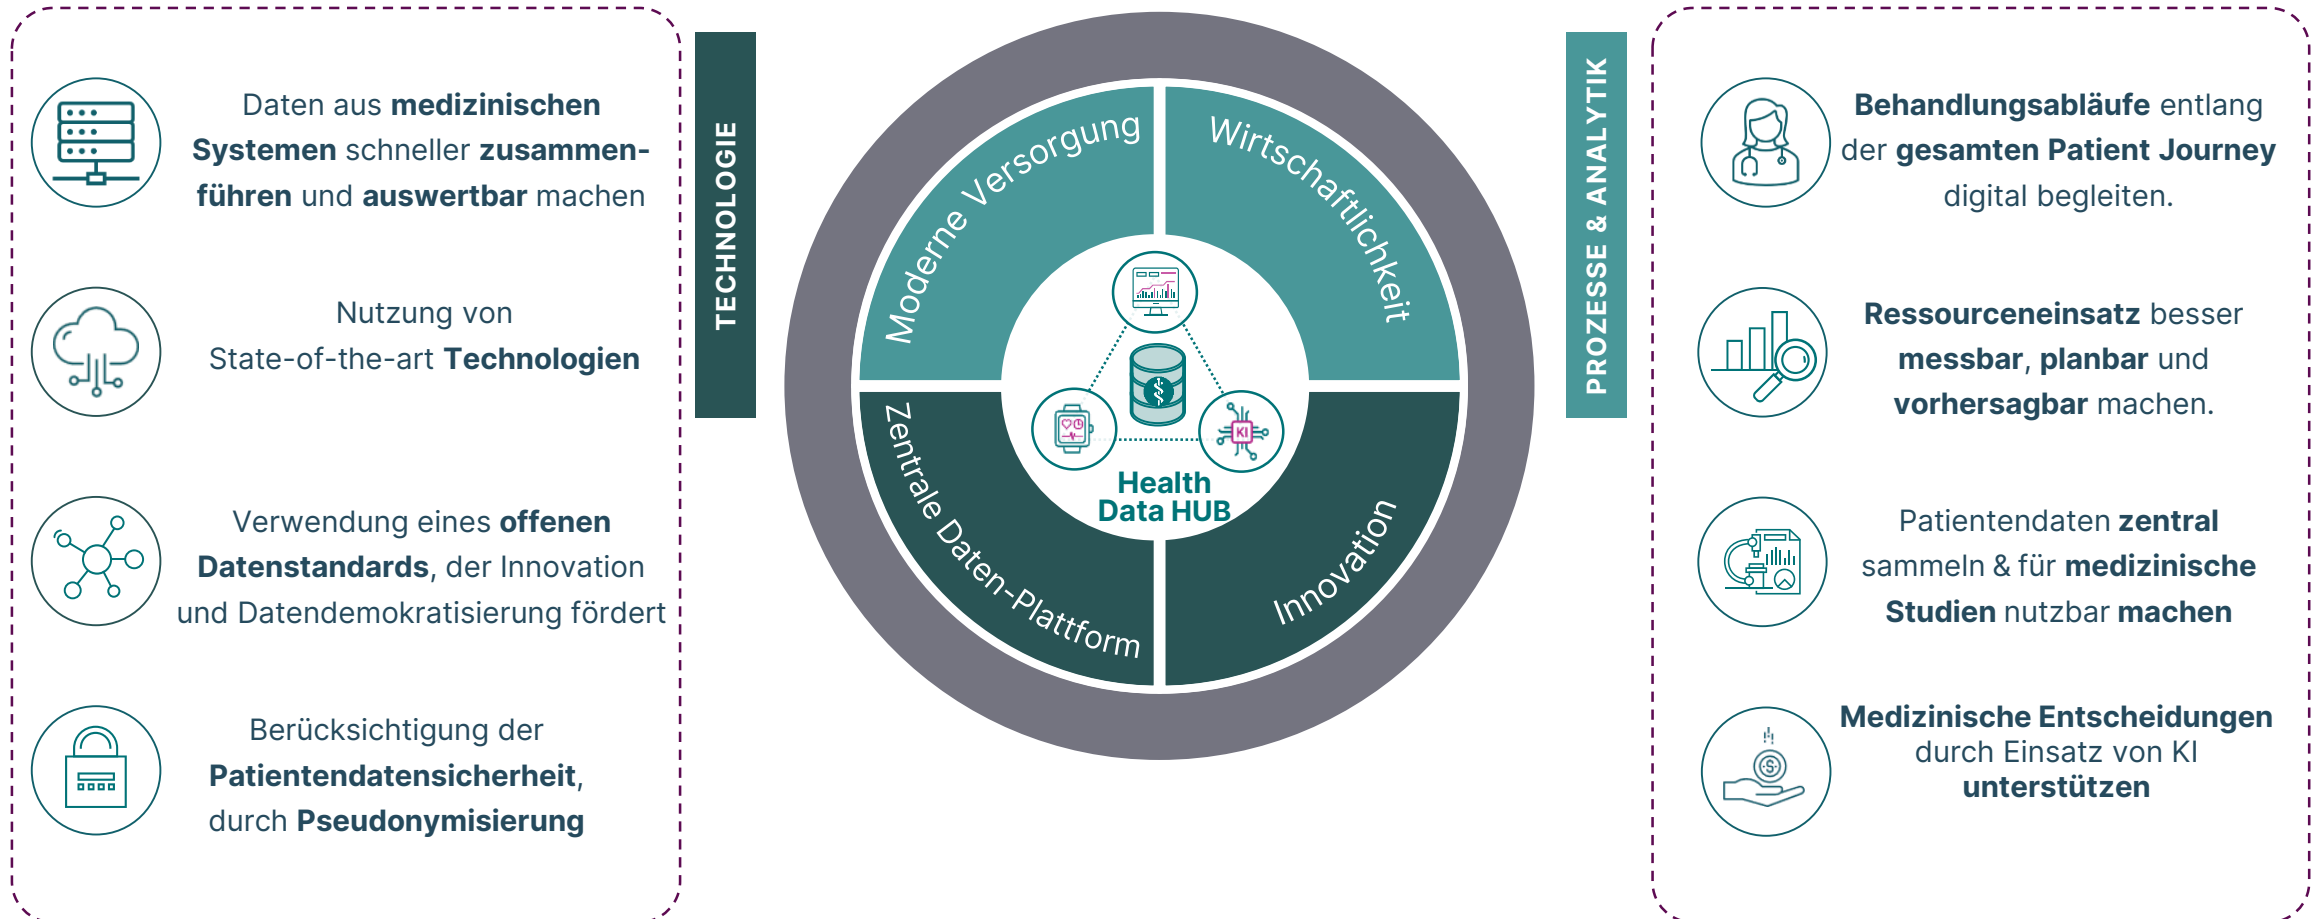 Daten aus medizinischen
Systemen schneller zusammen-
führen und auswertbar machen
Nutzung von
State-of-the-art Technologien
Verwendung eines offenen
Datenstandards, der Innovation
und Datendemokratisierung fördert
Berücksichtigung der
Patientendatensicherheit,
durch Pseudonymisierung
TECHNOLOGIE
Moderne Versorgung
Wirtschaftlichkeit
Zentrale Daten-Plattform
Innovation
KI
Health
Data HUB
PROZESSE & ANALYTIK
Behandlungsabläufe entlang
der gesamten Patient Journey
digital begleiten.
Ressourceneinsatz besser
messbar, planbar und
vorhersagbar machen.
Patientendaten zentral
sammeln & für medizinische
Studien nutzbar machen
Medizinische Entscheidungen
durch Einsatz von KI
unterstützen